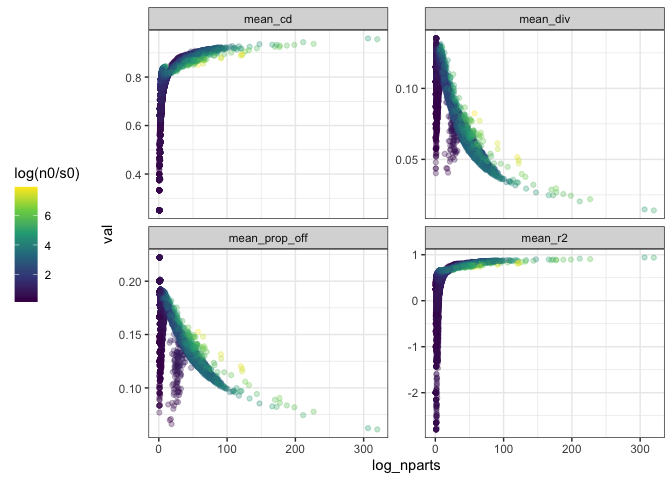 mean_cd
mean_div
0.8
0.6
0.4
0.10
0.05
log(n0/s0)
6
4
2
val
mean_prop_off
mean_r2
0.20
0.15
0.10
1
0
-1
-2
0 100 200 300
0 100 200 300
log_nparts